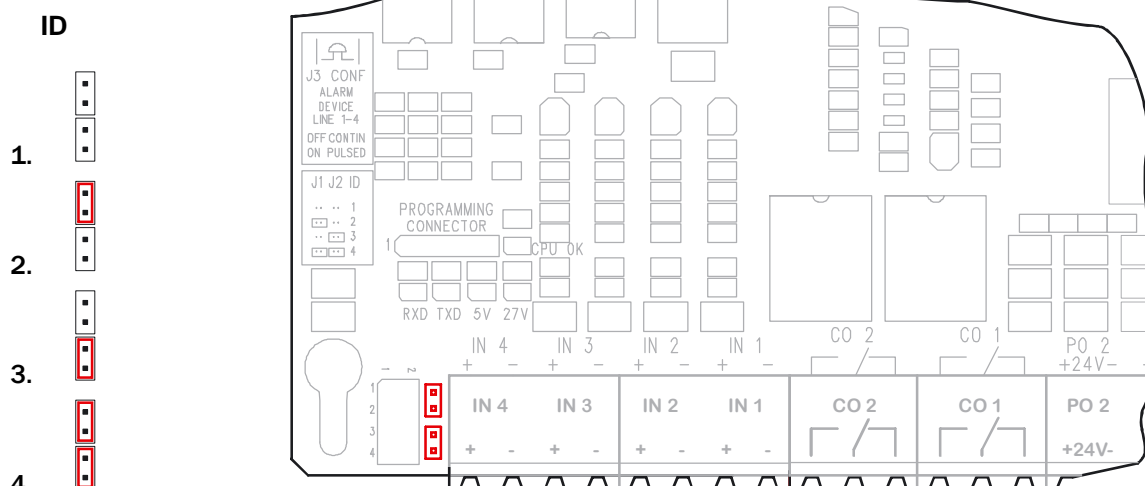 ID
1.
2.
3.
4.
J3 CONF
ALARM
DEVICE
LINE 1-4
OFF CONTIN
ON PULSED
J1 J2 ID
1
2
3
4
PROGRAMMING
CONNECTOR
1
CPU OK
RXD TXD 5V 27V
IN 4 IN 3 IN 2 IN 1 CO 2 CO 1 PO 2
+ - + - + - + - +24V-
1 2
1
2
3
4
IN 4 IN 3 IN 2 IN 1 CO 2 CO 1 PO 2
+ - + - + - + - +24V-